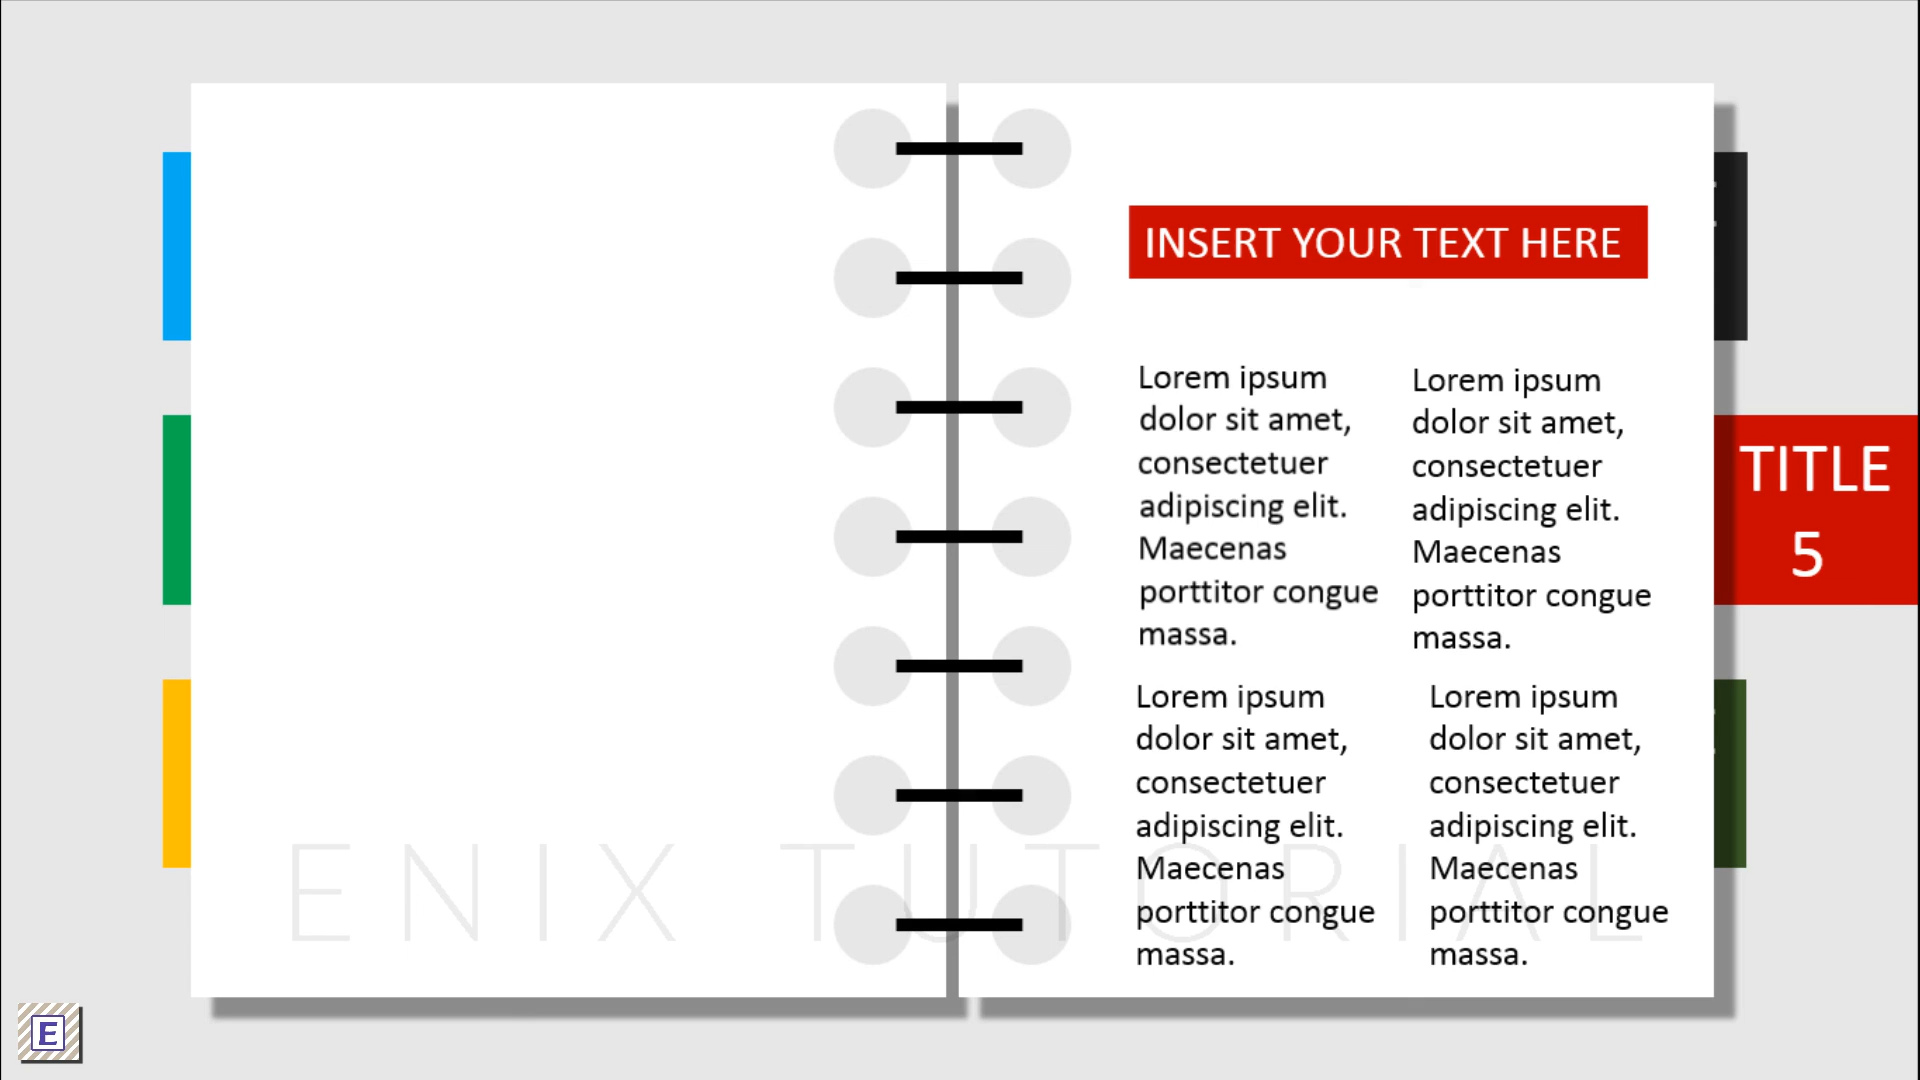 INSERT YOUR TEXT HERE
Lorem ipsum
dolor sit amet,
consectetuer
adipiscing elit.
Maecenas
porttitor congue
massa.
Lorem ipsum
dolor sit amet,
consectetuer
adipiscing elit.
Maecenas
porttitor congue
massa.
Lorem ipsum
dolor sit amet,
consectetuer
adipiscing elit.
Maecenas
porttitor congue
massa.
Lorem ipsum
dolor sit amet,
consectetuer
adipiscing elit.
Maecenas
porttitor congue
massa.
TITLE
5
ENIX TUTORIAL
E